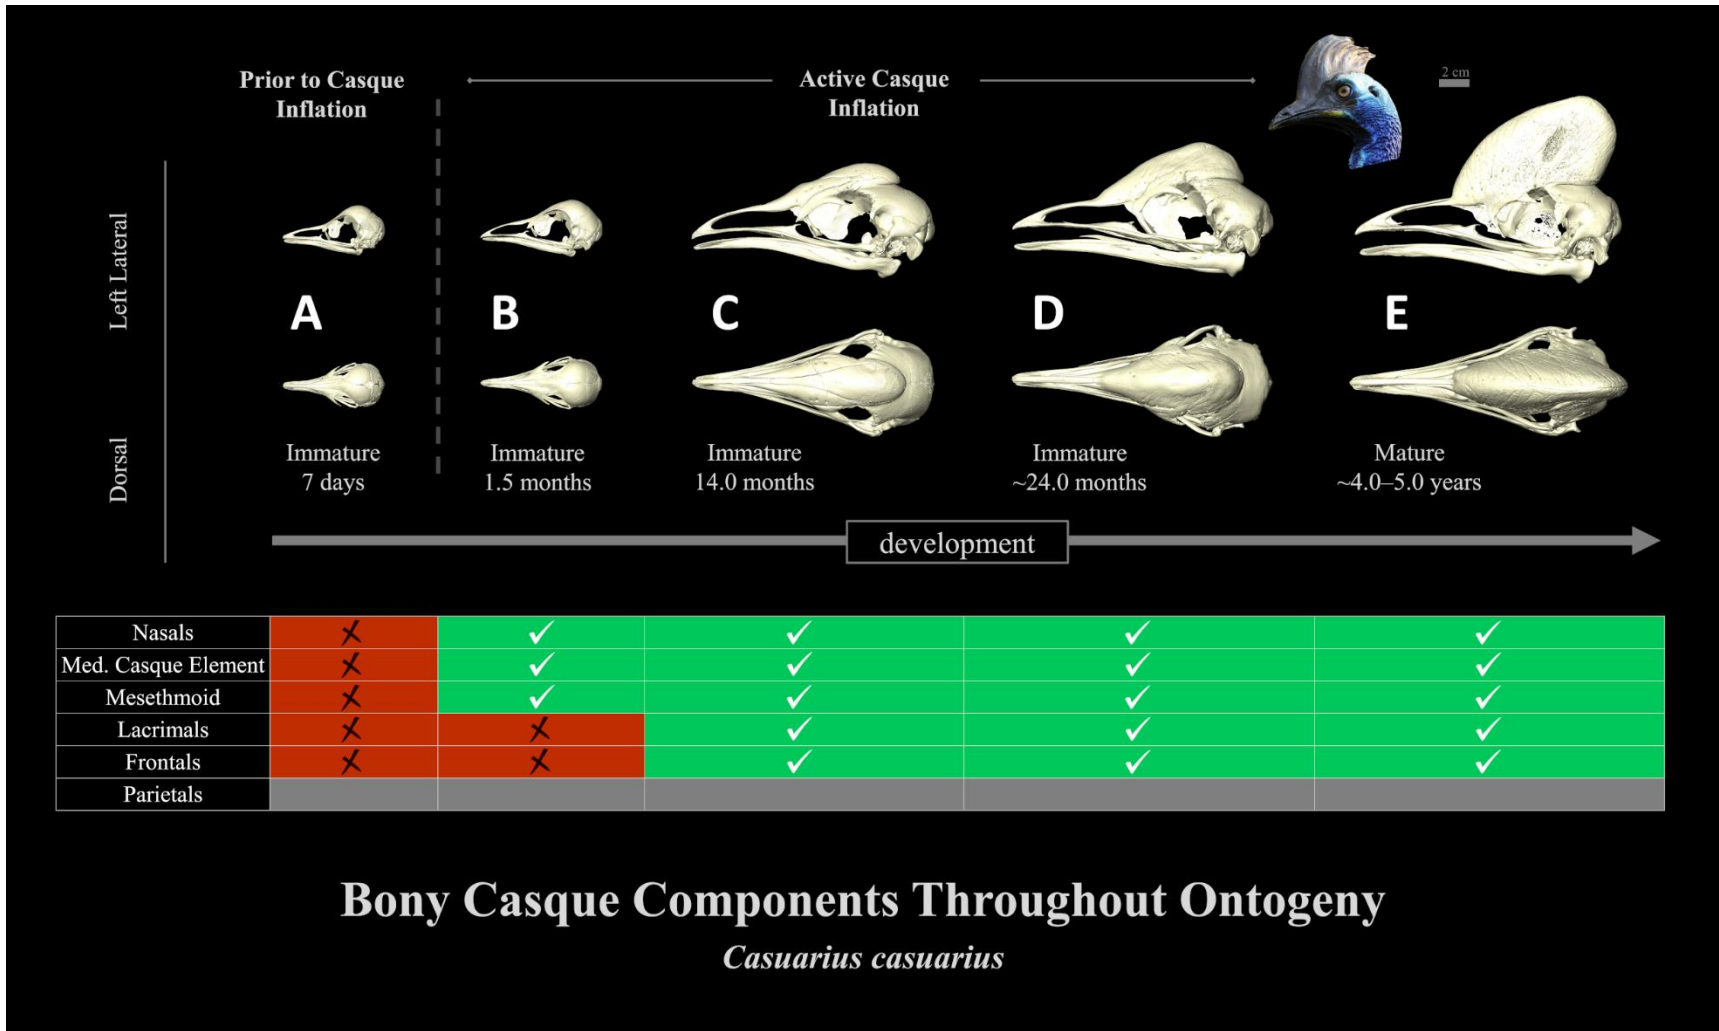 Prior to Casque
Inflation
Active Casque
Inflation
2 cm
Left Lateral
A
B
C
D
E
Dorsal
Immature
7 days
Immature
1.5 months
Immature
14.0 months
Immature
~24.0 months
Mature
~4.0–5.0 years
development
Nasals
Med. Casque Element
Mesethmoid
Lacrimals
Frontals
Parietals
Bony Casque Components Throughout Ontogeny
Casuarius casuarius